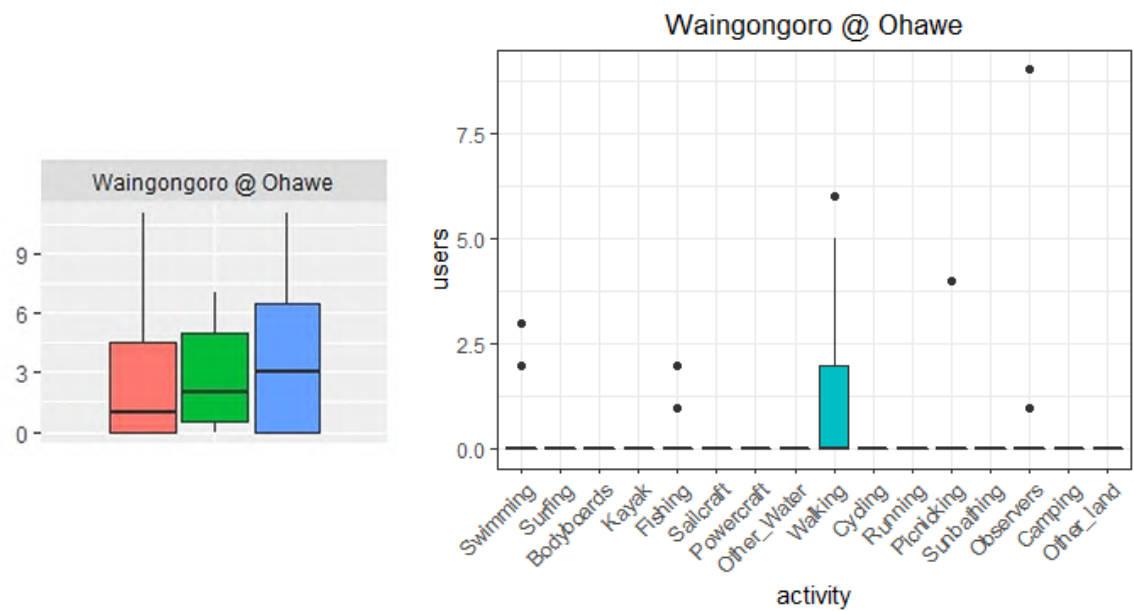 Waingongoro @ Ohawe
9
6
3
0
Waingongoro @ Ohawe
users
7.5
5.0
2.5
0.0
Swimming
Surfing
Bodyboards
Kayak
Fishing
Sailcraft
Powercraft
Other_Water
Walking
Cycling
Running
Picnicking
Sunbathing
Observers
Camping
Other_land
activity